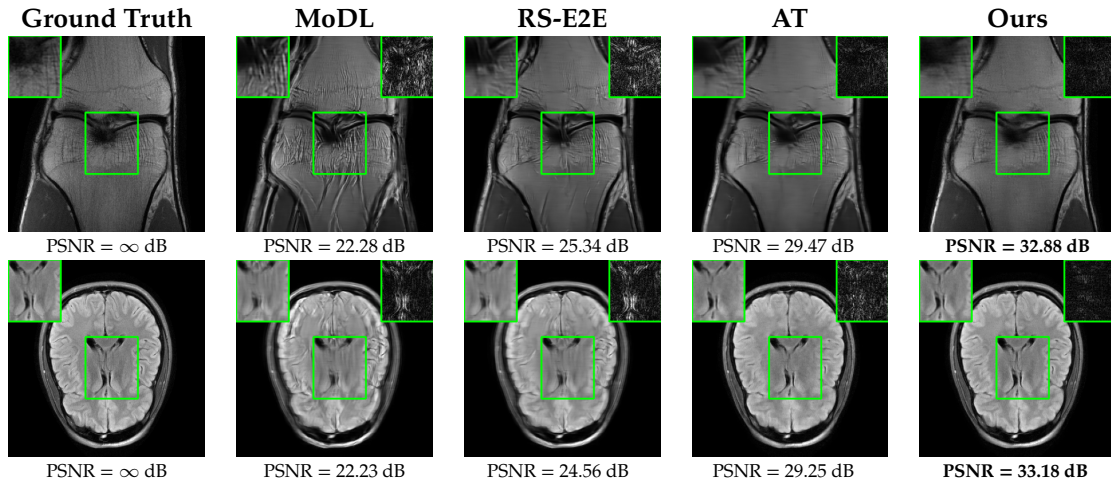 Ground Truth MoDL RS-E2E AT Ours
PSNR = ∞ dB PSNR = 22.28 dB PSNR = 25.34 dB PSNR = 29.47 dB PSNR = 32.88 dB
PSNR = ∞ dB PSNR = 22.23 dB PSNR = 24.56 dB PSNR = 29.25 dB PSNR = 33.18 dB